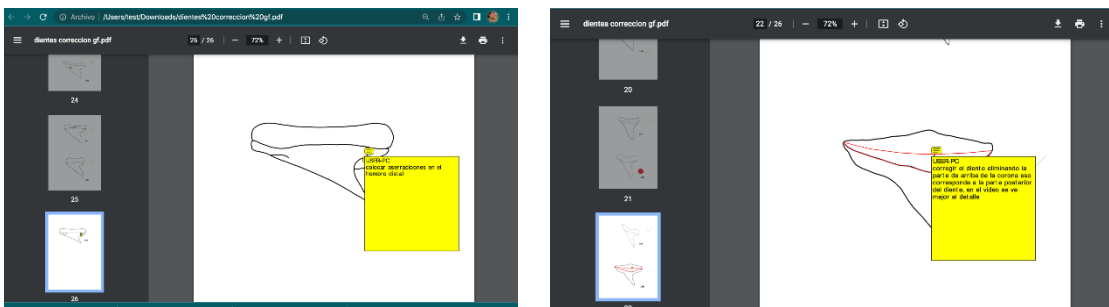 Archivo | /Users/test/Downloads/dientes%20correccion%20gf.pdf
dientes correccion gf.pdf
26 / 26
72%
24
25
26
USER-PC
colocar aserraciones en el
hombro distal
dientes correccion gf.pdf
22 / 26
72%
20
21
USER-PC
corregir el diente eliminando la
parte de arriba de la corona eso
corresponde a la parte posterior
del diente, en el video se ve
mejor el detalle